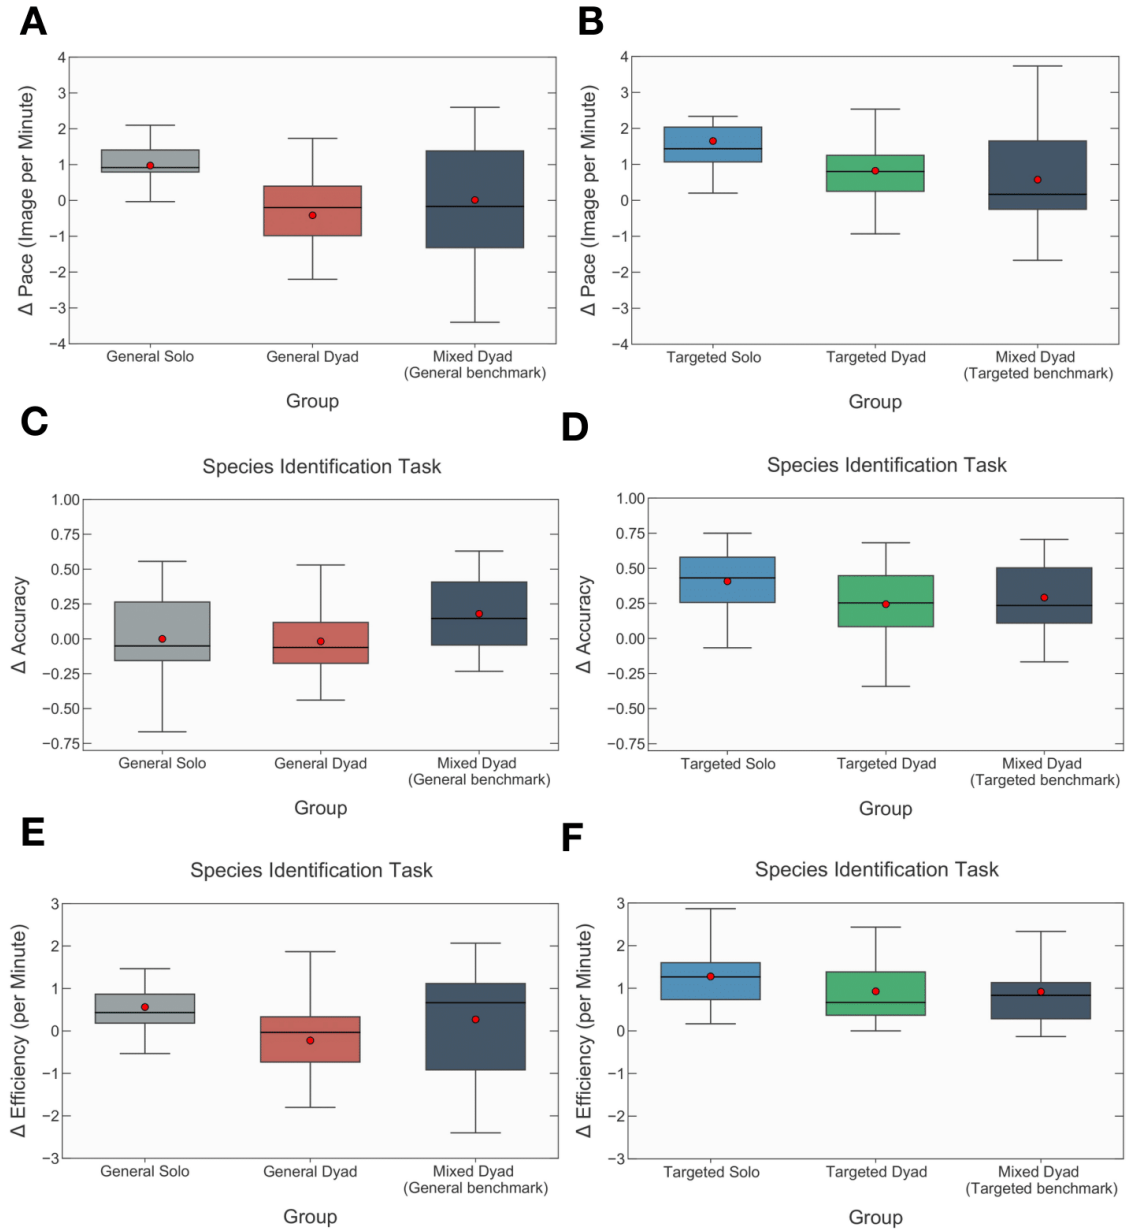 A
Δ Pace (Image per Minute)
4
3
2
1
0
−1
−2
−3
−4
General Solo
General Dyad
Mixed Dyad
(General benchmark)
Group
B
Δ Pace (Image per Minute)
4
3
2
1
0
−1
−2
−3
−4
Targeted Solo
Targeted Dyad
Mixed Dyad
(Targeted benchmark)
Group
C
Species Identification Task
Δ Accuracy
1.00
0.75
0.50
0.25
0.00
−0.25
−0.50
−0.75
General Solo
General Dyad
Mixed Dyad
(General benchmark)
Group
D
Species Identification Task
Δ Accuracy
1.00
0.75
0.50
0.25
0.00
−0.25
−0.50
−0.75
Targeted Solo
Targeted Dyad
Mixed Dyad
(Targeted benchmark)
Group
E
Species Identification Task
Δ Efficiency (per Minute)
3
2
1
0
−1
−2
−3
General Solo
General Dyad
Mixed Dyad
(General benchmark)
Group
F
Species Identification Task
Δ Efficiency (per Minute)
3
2
1
0
−1
−2
−3
Targeted Solo
Targeted Dyad
Mixed Dyad
(Targeted benchmark)
Group